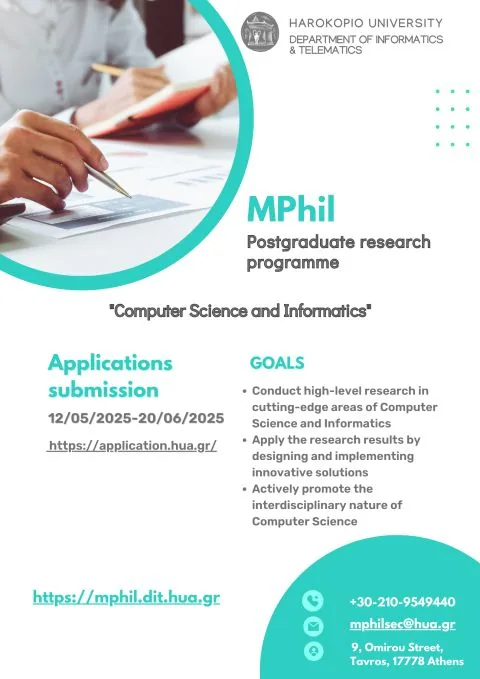 HAROKOPIO UNIVERSITY
DEPARTMENT OF INFORMATICS
& TELEMATICS
MPhil
Postgraduate research
programme
"Computer Science and Informatics"
Applications
submission
12/05/2025-20/06/2025
https://application.hua.gr/
GOALS
• Conduct high-level research in
cutting-edge areas of Computer
Science and Informatics
• Apply the research results by
designing and implementing
innovative solutions
• Actively promote the
interdisciplinary nature of
Computer Science
https://mphil.dit.hua.gr
+30-210-9549440
mphilsec@hua.gr
9, Omirou Street,
Tavros, 17778 Athens